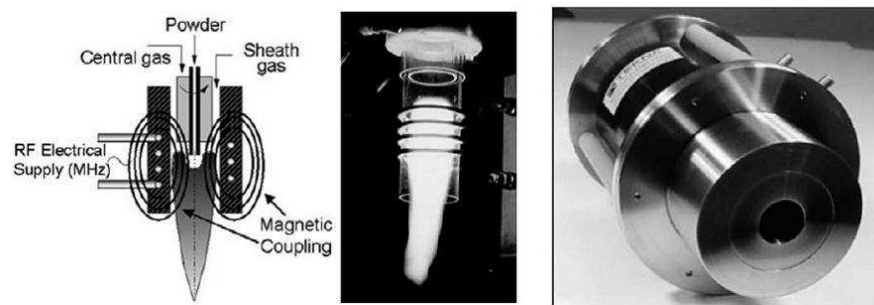 Powder
Central gas
Sheath
gas
RF Electrical
Supply (MHz)
Magnetic
Coupling